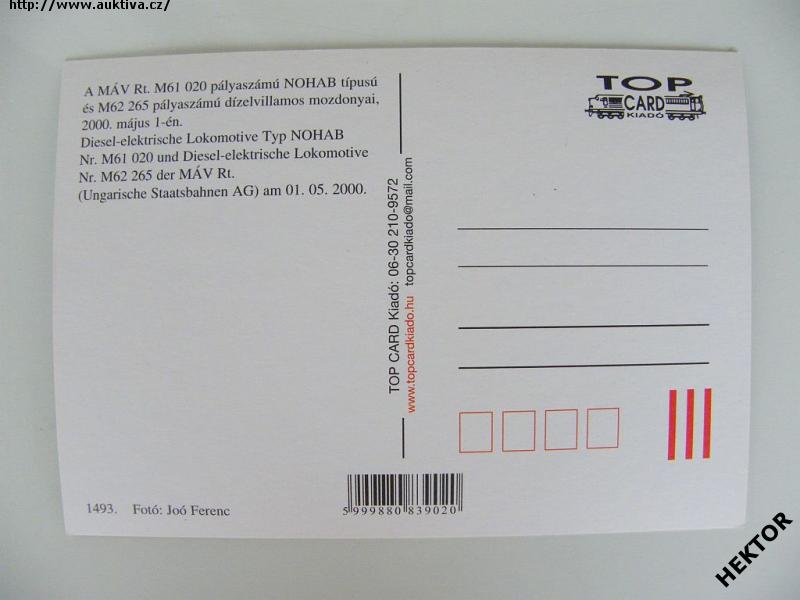 http://www.auktiva.cz/
A MÁV Rt. M61 020 pályaszámú NOHAB típusú
és M62 265 pályaszámú dízelvillamos mozdonyai,
2000. május 1-én.
Diesel-elektrische Lokomotive Typ NOHAB
Nr. M61 020 und Diesel-elektrische Lokomotive
Nr. M62 265 der MÁV Rt.
(Ungarische Staatsbahnen AG) am 01. 05. 2000.
1493. Fotó: Joó Ferenc
TOP CARD Kiadó: 06-30 210-9572
www.topcardkiado.hu topcardkiado@mail.com
TOP
CARD
KIADÓ
5 999880 839020
HEKTOR